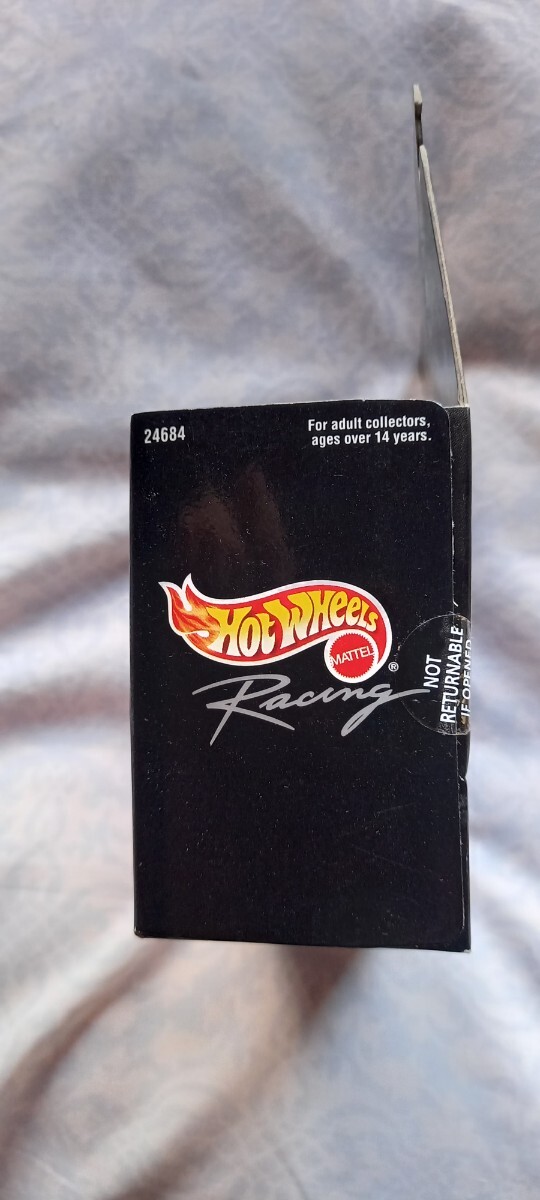 24684
For adult collectors,
ages over 14 years.
Hot Wheels
MATTEL
®
Racing
NOT
RETURNABLE
IF OPENED